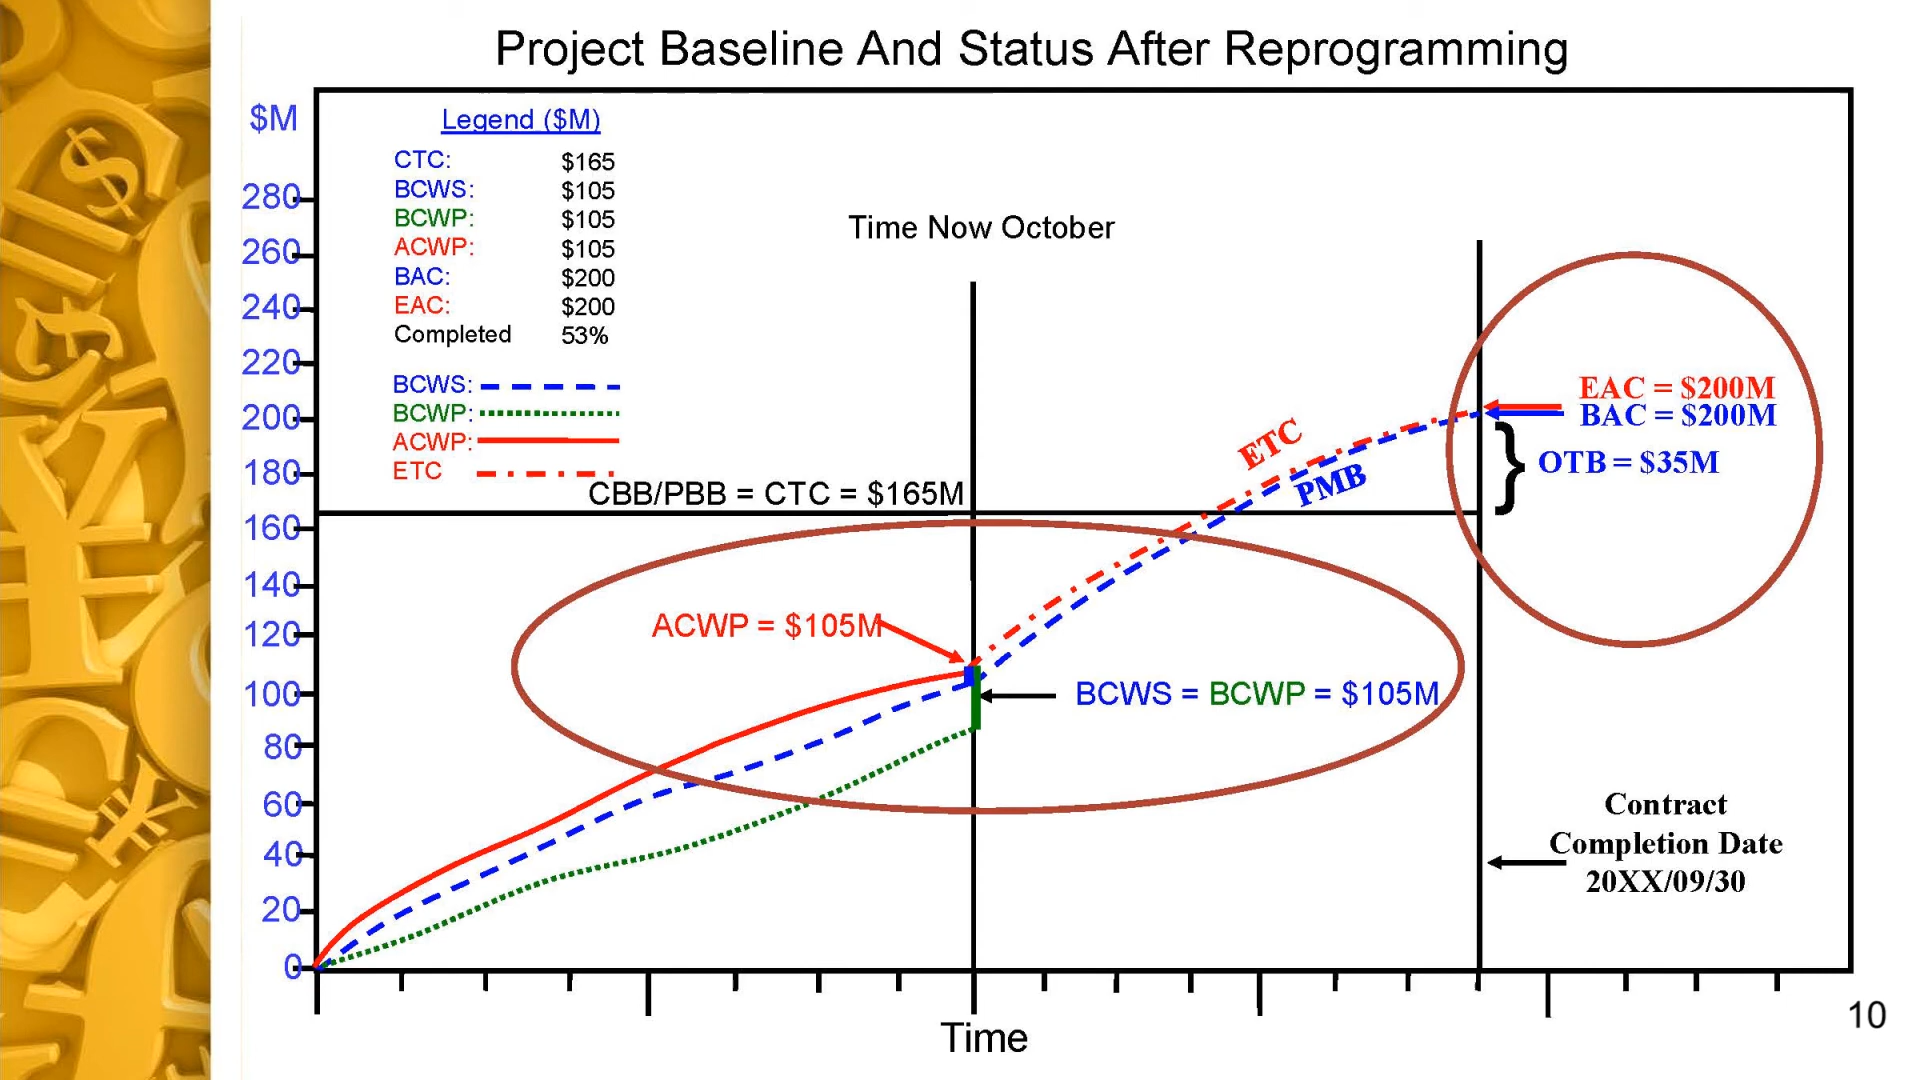 Project Baseline And Status After Reprogramming
$M
Legend ($M)
CTC: $165
BCWS: $105
BCWP: $105
ACWP: $105
BAC: $200
EAC: $200
Completed 53%
BCWS:
BCWP:
ACWP:
ETC
280
260
240
220
200
180
160
140
120
100
80
60
40
20
0
Time Now October
CBB/PBB = CTC = $165M
ETC
PMB
EAC = $200M
BAC = $200M
OTB = $35M
ACWP = $105M
BCWS = BCWP = $105M
Contract
Completion Date
20XX/09/30
Time
10